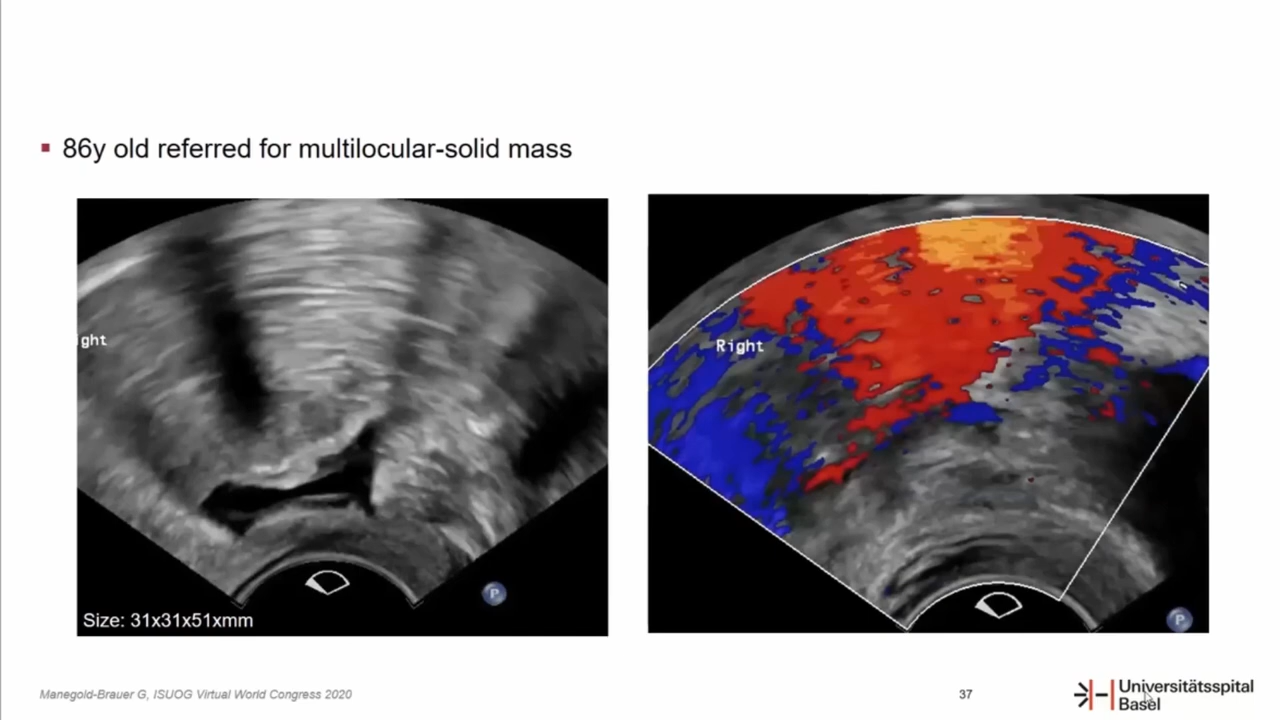 86y old referred for multilocular-solid mass
ght
Right
P
P
Size: 31x31x51xmm
Manegold-Brauer G, ISUOG Virtual World Congress 2020
37
Universitätsspital
Basel